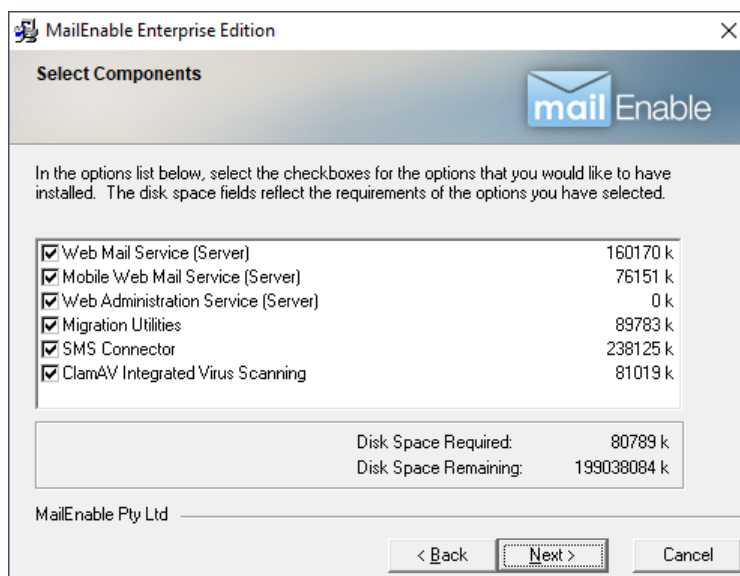 MailEnable Enterprise Edition
Select Components
mail Enable
In the options list below, select the checkboxes for the options that you would like to have
installed. The disk space fields reflect the requirements of the options you have selected.
Web Mail Service (Server) 160170 k
Mobile Web Mail Service (Server) 76151 k
Web Administration Service (Server) 0 k
Migration Utilities 89783 k
SMS Connector 238125 k
ClamAV Integrated Virus Scanning 81019 k
Disk Space Required: 80789 k
Disk Space Remaining: 199038084 k
MailEnable Pty Ltd
< Back Next > Cancel